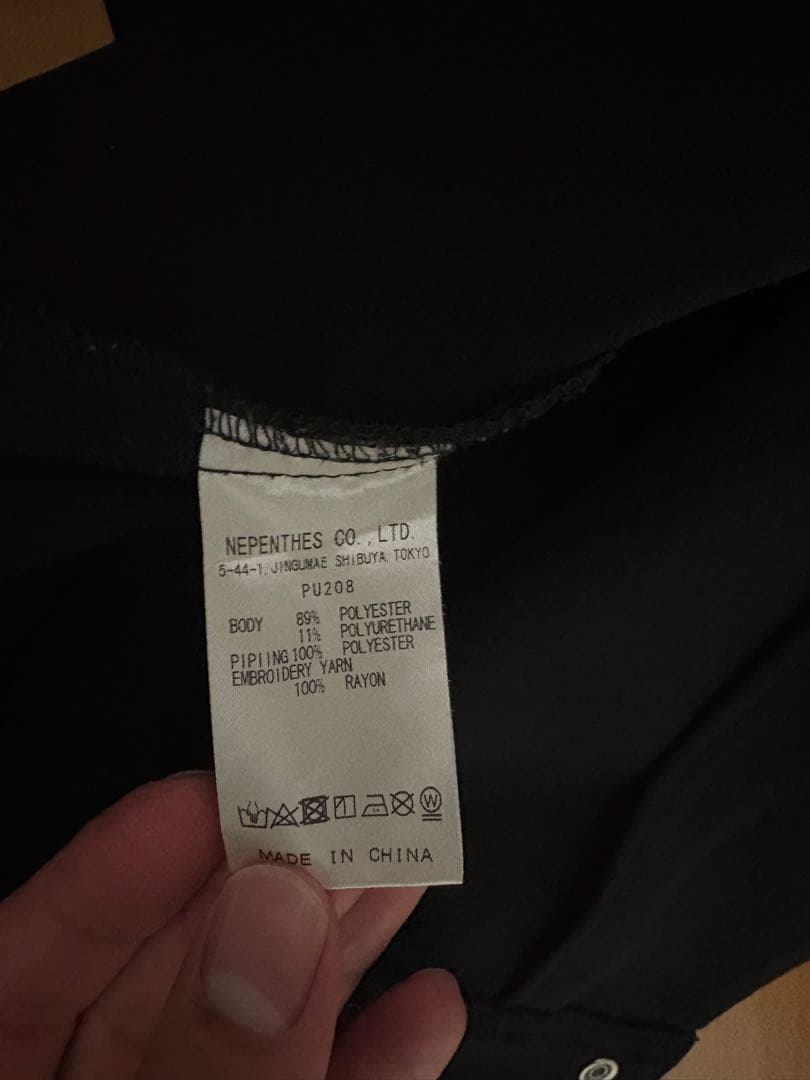 NEPENTHES CO.,LTD.
5-44-1, JINGUMAE SHIBUYA, TOKYO
PU208
BODY 89% POLYESTER
11% POLYURETHANE
PIPIING 100% POLYESTER
EMBROIDERY YARN
100% RAYON
W
MADE IN CHINA